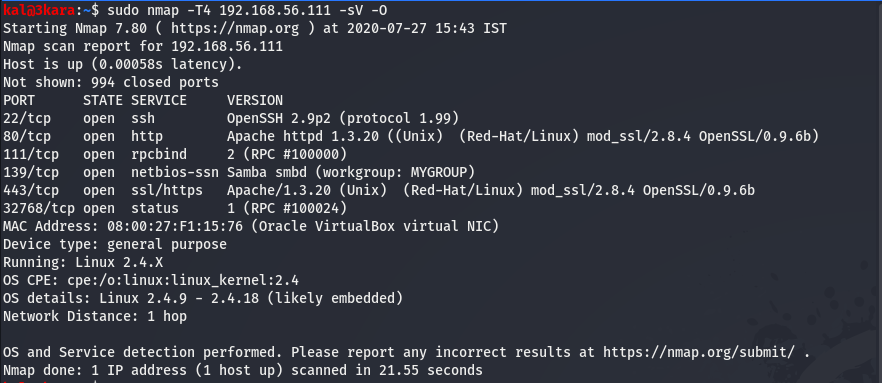 kal@3kara:~$ sudo nmap -T4 192.168.56.111 -sV -O
Starting Nmap 7.80 ( https://nmap.org ) at 2020-07-27 15:43 IST
Nmap scan report for 192.168.56.111
Host is up (0.00058s latency).
Not shown: 994 closed ports
PORT      STATE SERVICE     VERSION
22/tcp    open  ssh         OpenSSH 2.9p2 (protocol 1.99)
80/tcp    open  http        Apache httpd 1.3.20 ((Unix)  (Red-Hat/Linux) mod_ssl/2.8.4 OpenSSL/0.9.6b)
111/tcp   open  rpcbind     2 (RPC #100000)
139/tcp   open  netbios-ssn Samba smbd (workgroup: MYGROUP)
443/tcp   open  ssl/https   Apache/1.3.20 (Unix)  (Red-Hat/Linux) mod_ssl/2.8.4 OpenSSL/0.9.6b
32768/tcp open  status      1 (RPC #100024)
MAC Address: 08:00:27:F1:15:76 (Oracle VirtualBox virtual NIC)
Device type: general purpose
Running: Linux 2.4.X
OS CPE: cpe:/o:linux:linux_kernel:2.4
OS details: Linux 2.4.9 - 2.4.18 (likely embedded)
Network Distance: 1 hop
OS and Service detection performed. Please report any incorrect results at https://nmap.org/submit/ .
Nmap done: 1 IP address (1 host up) scanned in 21.55 seconds